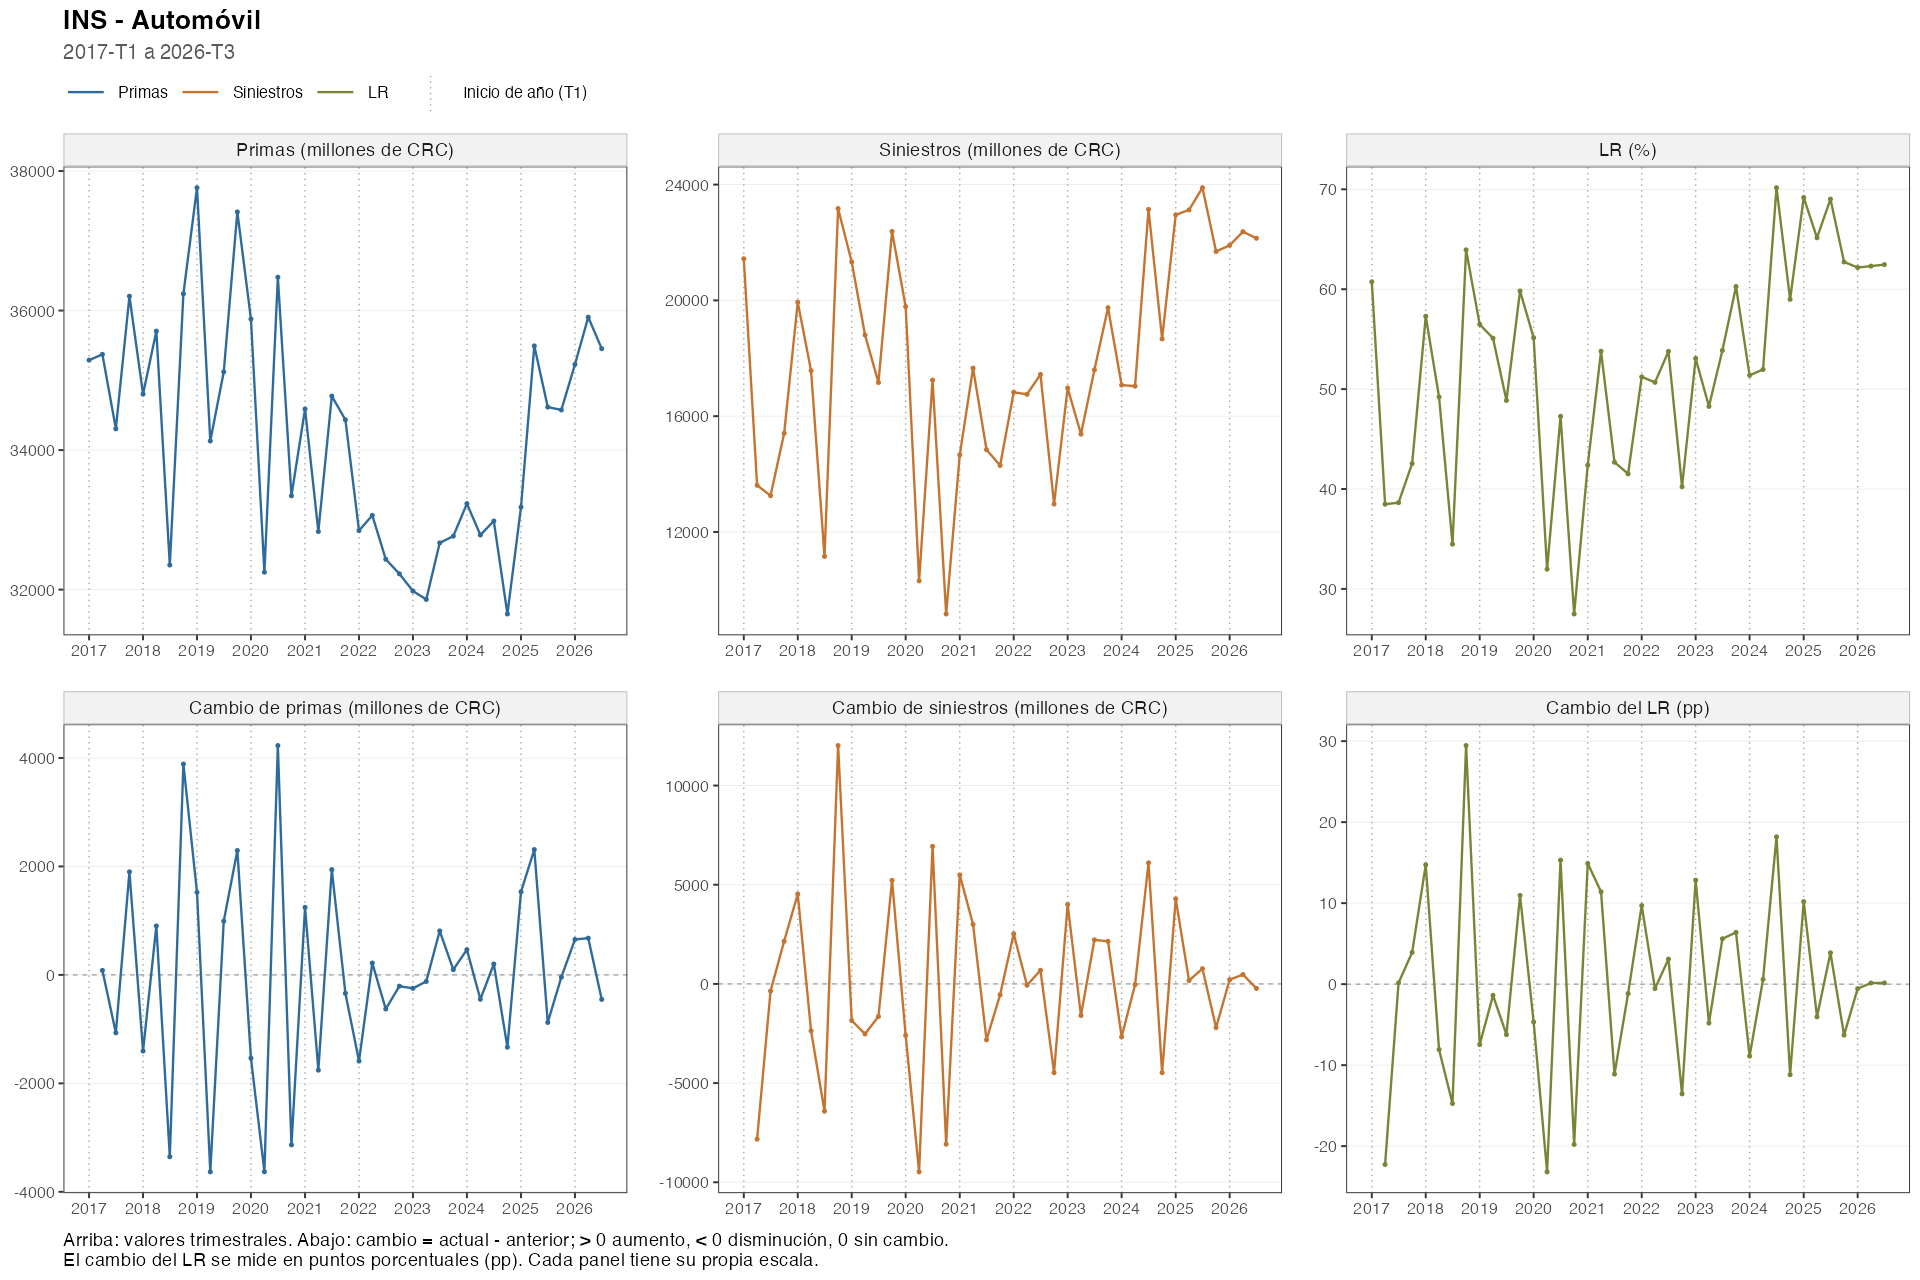 INS - Automóvil
2017-T1 a 2026-T3
Primas Siniestros LR Inicio de año (T1)
Primas (millones de CRC)
38000
36000
34000
32000
2017 2018 2019 2020 2021 2022 2023 2024 2025 2026
Siniestros (millones de CRC)
24000
20000
16000
12000
2017 2018 2019 2020 2021 2022 2023 2024 2025 2026
LR (%)
70
60
50
40
30
2017 2018 2019 2020 2021 2022 2023 2024 2025 2026
Cambio de primas (millones de CRC)
4000
2000
0
-2000
-4000
2017 2018 2019 2020 2021 2022 2023 2024 2025 2026
Cambio de siniestros (millones de CRC)
10000
5000
0
-5000
-10000
2017 2018 2019 2020 2021 2022 2023 2024 2025 2026
Cambio del LR (pp)
30
20
10
0
-10
-20
2017 2018 2019 2020 2021 2022 2023 2024 2025 2026
Arriba: valores trimestrales. Abajo: cambio = actual - anterior; > 0 aumento, < 0 disminución, 0 sin cambio.
El cambio del LR se mide en puntos porcentuales (pp). Cada panel tiene su propia escala.